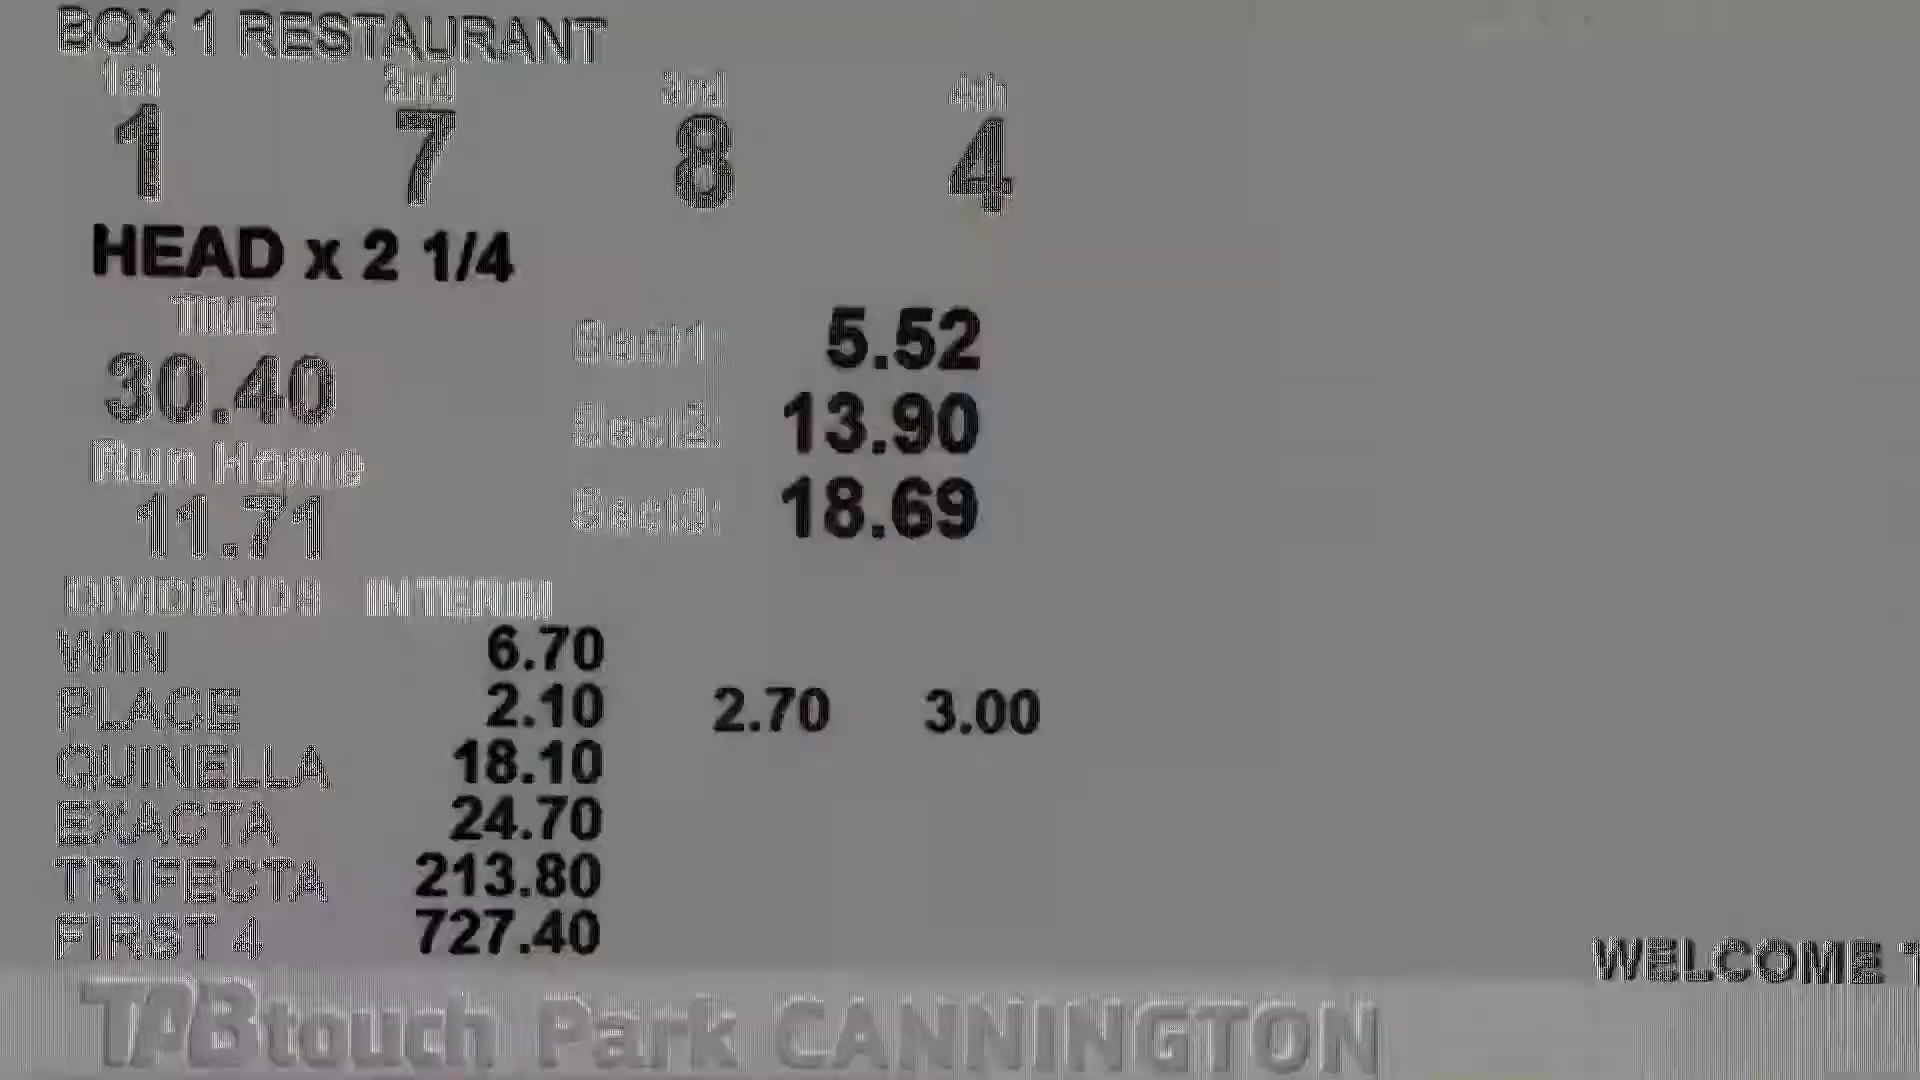 BOX 1 RESTAURANT
1st 2nd 3rd 4th
1 7 8 4
HEAD x 2 1/4
TIME
30.40
Run Home
11.71
Sect1: 5.52
Sect2: 13.90
Sect3: 18.69
DIVIDENDS INTERIM
WIN 6.70
PLACE 2.10 2.70 3.00
QUINELLA 18.10
EXACTA 24.70
TRIFECTA 213.80
FIRST 4 727.40
WELCOME T
TABtouch Park CANNINGTON